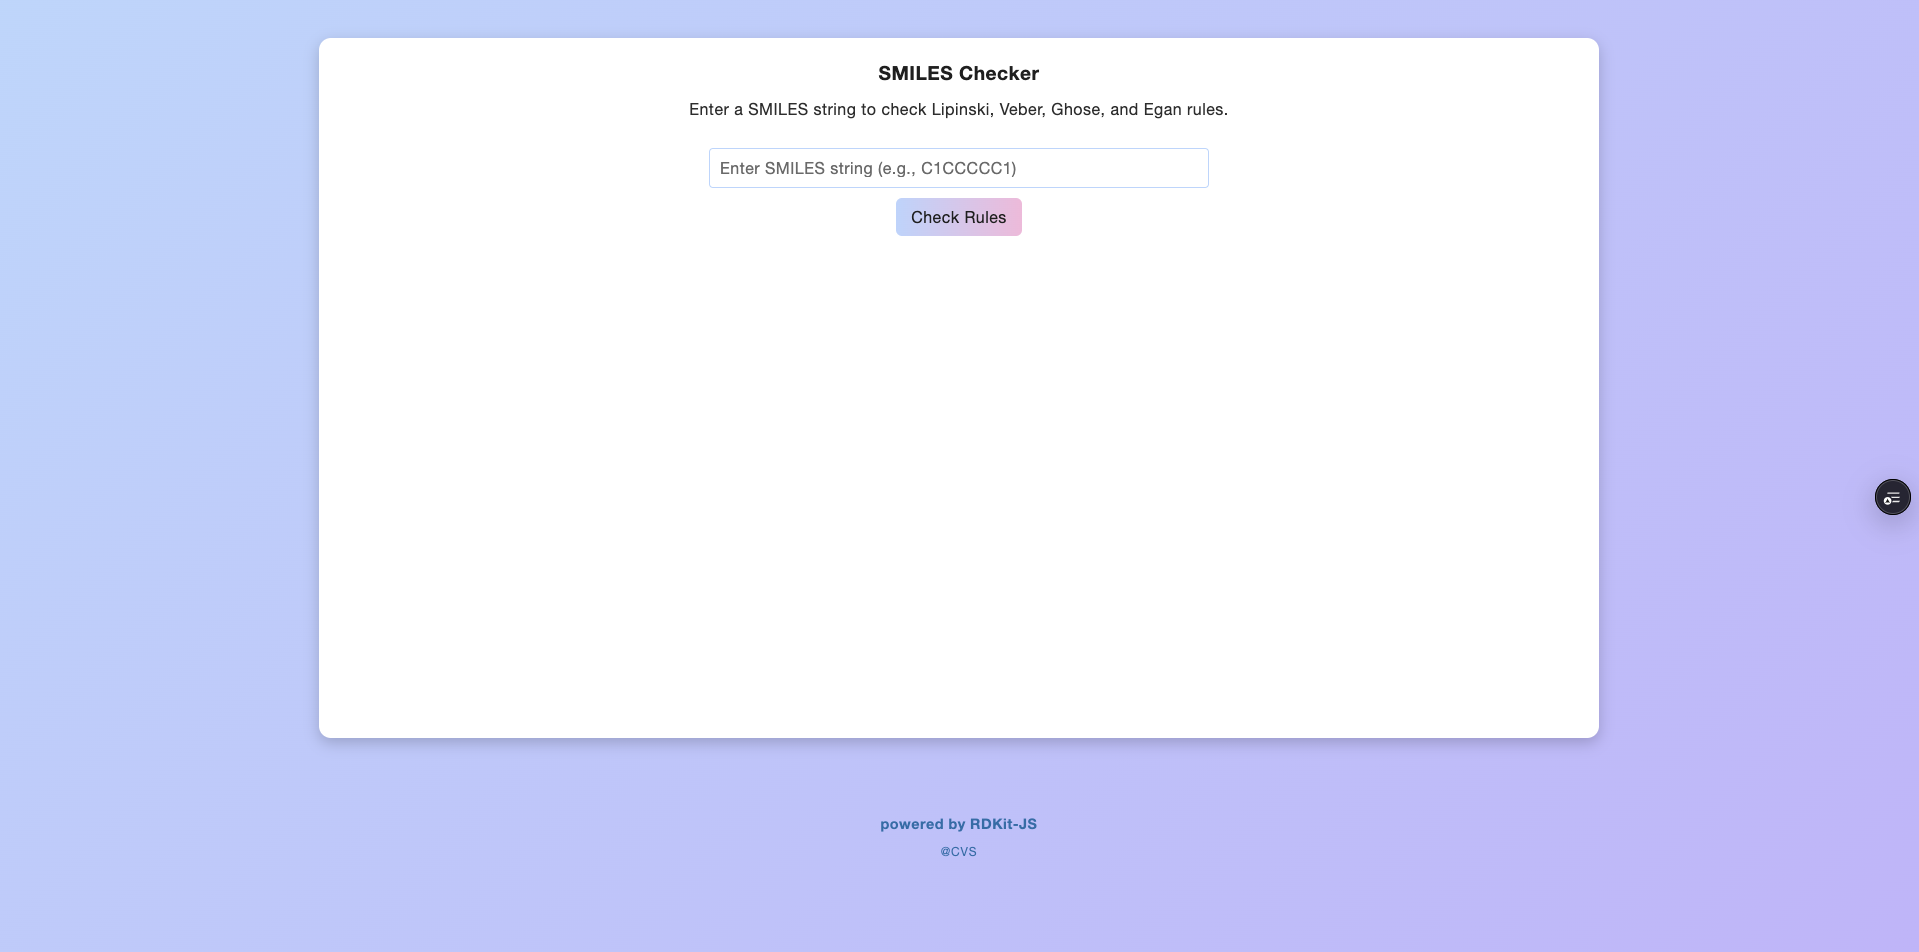 SMILES Checker
Enter a SMILES string to check Lipinski, Veber, Ghose, and Egan rules.
Enter SMILES string (e.g., C1CCCCC1)
Check Rules
powered by RDKit-JS
@CVS